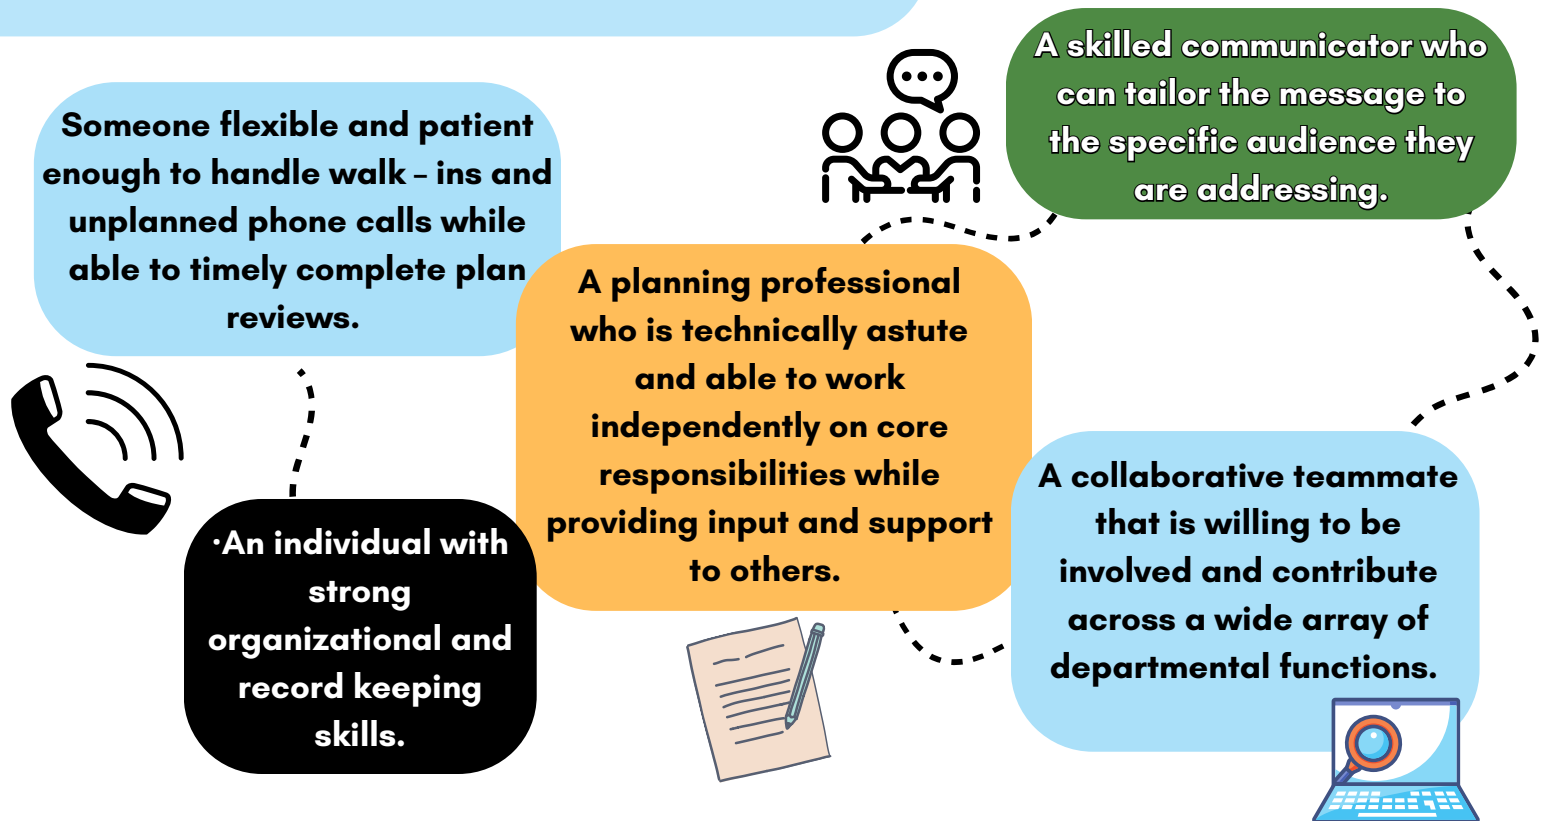 Someone flexible and patient
enough to handle walk – ins and
unplanned phone calls while
able to timely complete plan
reviews.
A skilled communicator who
can tailor the message to
the specific audience they
are addressing.
A planning professional
who is technically astute
and able to work
independently on core
responsibilities while
providing input and support
to others.
·An individual with
strong
organizational and
record keeping
skills.
A collaborative teammate
that is willing to be
involved and contribute
across a wide array of
departmental functions.